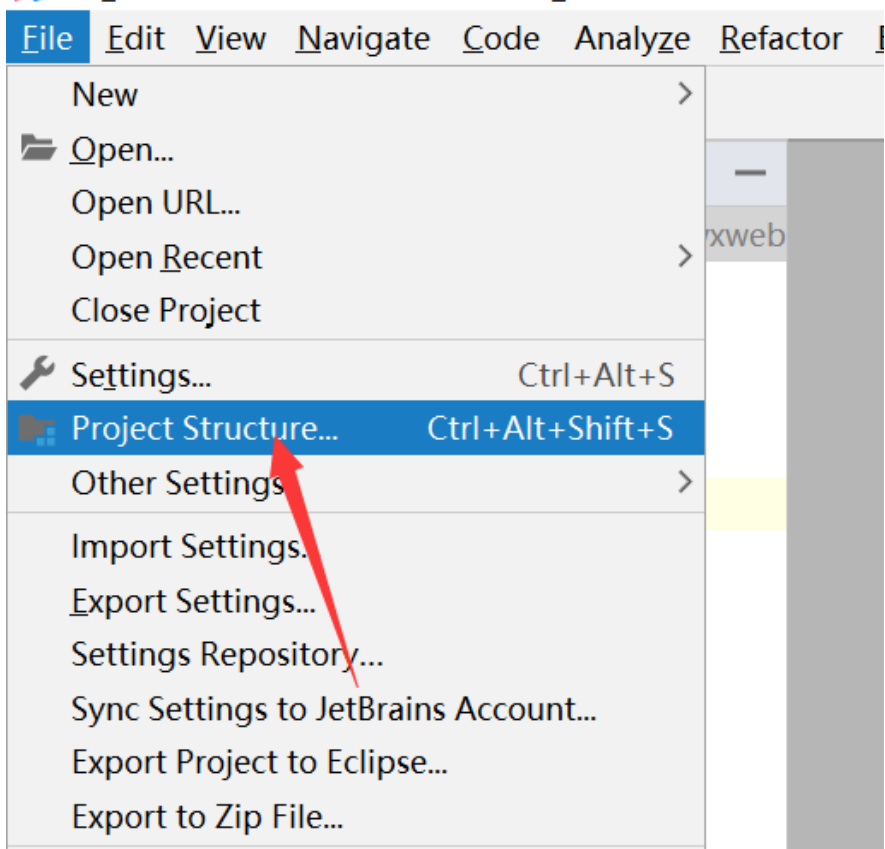 File Edit View Navigate Code Analyze Refactor
New
Open...
Open URL...
xweb
Open Recent
Close Project
Settings... Ctrl+Alt+S
Project Structure... Ctrl+Alt+Shift+S
Other Settings
Import Settings...
Export Settings...
Settings Repository...
Sync Settings to JetBrains Account...
Export Project to Eclipse...
Export to Zip File...